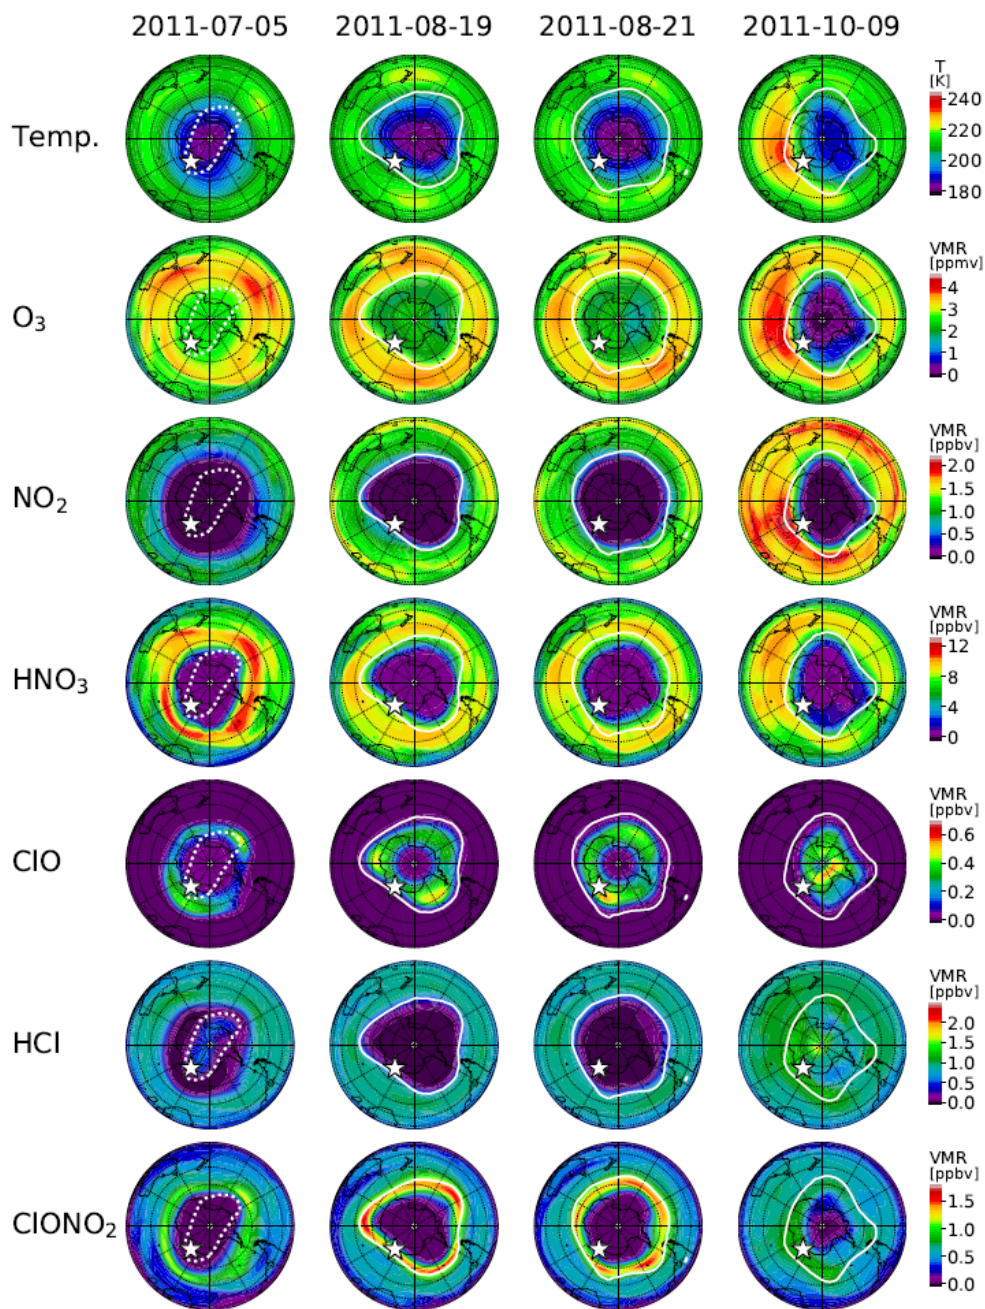 2011-07-05 2011-08-19 2011-08-21 2011-10-09
Temp.
T
[K]
240
220
200
180
O₃
VMR
[ppmv]
4
3
2
1
0
NO₂
VMR
[ppbv]
2.0
1.5
1.0
0.5
0.0
HNO₃
VMR
[ppbv]
12
8
4
0
ClO
VMR
[ppbv]
0.6
0.4
0.2
0.0
HCl
VMR
[ppbv]
2.0
1.5
1.0
0.5
0.0
ClONO₂
VMR
[ppbv]
1.5
1.0
0.5
0.0